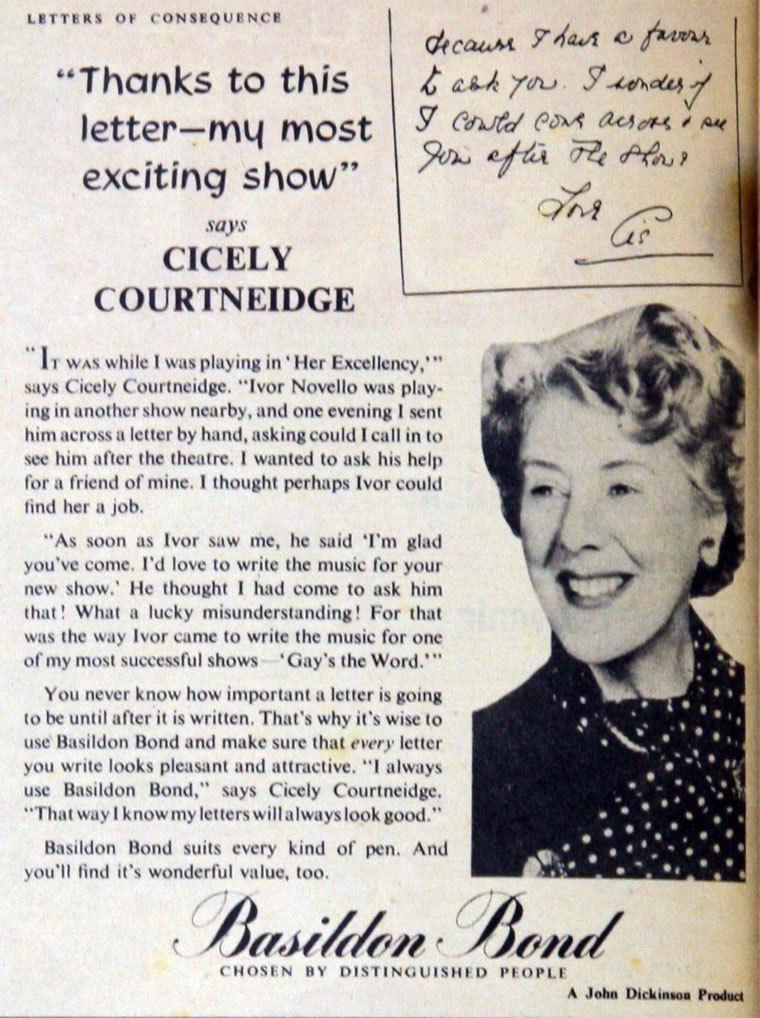 LETTERS OF CONSEQUENCE
“Thanks to this
letter—my most
exciting show”
says
CICELY
COURTNEIDGE
because I have a favour
to ask you. I wonder if
I could come across & see
you after the show?
Love
Cis
“IT WAS while I was playing in ‘Her Excellency,’”
says Cicely Courtneidge. “Ivor Novello was play-
ing in another show nearby, and one evening I sent
him across a letter by hand, asking could I call in to
see him after the theatre. I wanted to ask his help
for a friend of mine. I thought perhaps Ivor could
find her a job.
“As soon as Ivor saw me, he said ‘I’m glad
you’ve come. I’d love to write the music for your
new show.’ He thought I had come to ask him
that! What a lucky misunderstanding! For that
was the way Ivor came to write the music for one
of my most successful shows—‘Gay’s the Word.’”
You never know how important a letter is going
to be until after it is written. That’s why it’s wise to
use Basildon Bond and make sure that every letter
you write looks pleasant and attractive. “I always
use Basildon Bond,” says Cicely Courtneidge.
“That way I know my letters will always look good.”
Basildon Bond suits every kind of pen. And
you’ll find it’s wonderful value, too.
Basildon Bond
CHOSEN BY DISTINGUISHED PEOPLE
A John Dickinson Product